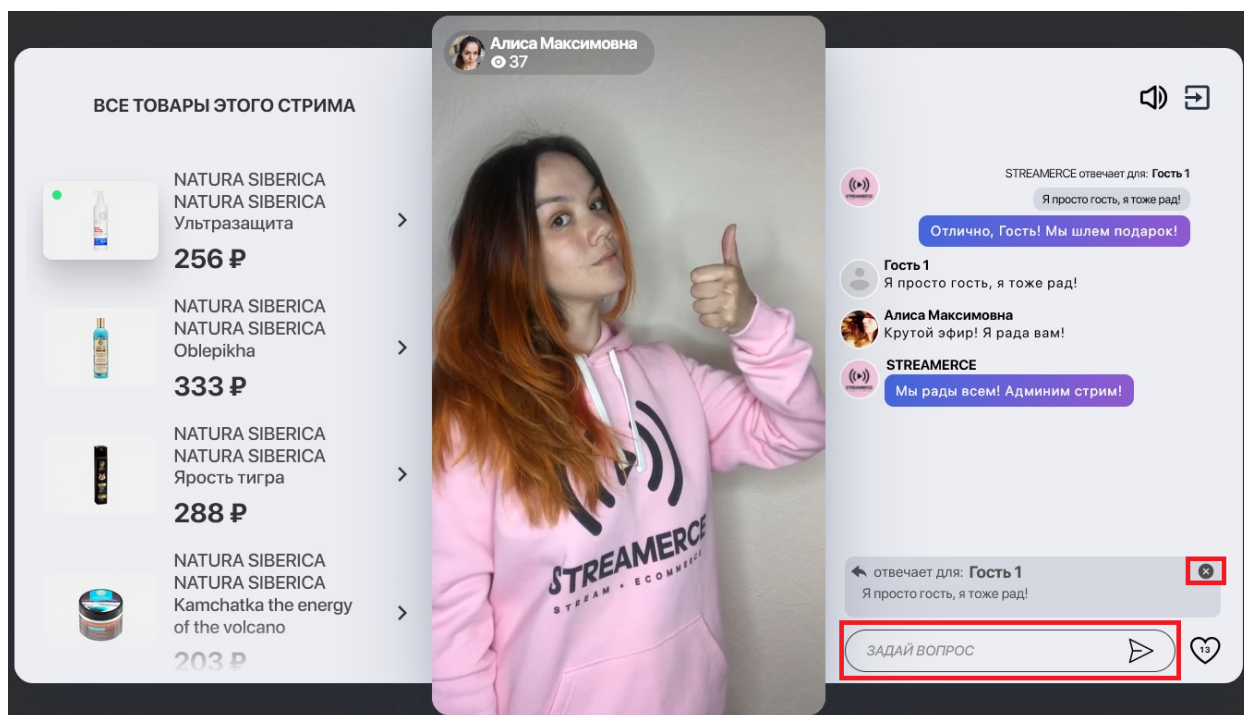 ВСЕ ТОВАРЫ ЭТОГО СТРИМА
NATURA SIBERICA
NATURA SIBERICA
Ультразащита
256 ₽
NATURA SIBERICA
NATURA SIBERICA
Oblepikha
333 ₽
NATURA SIBERICA
NATURA SIBERICA
Ярость тигра
288 ₽
NATURA SIBERICA
NATURA SIBERICA
Kamchatka the energy
of the volcano
203 ₽
Алиса Максимовна
37
STREAMERCE
STREAM + ECOMMERCE
STREAMERCE отвечает для: Гость 1
Я просто гость, я тоже рад!
Отлично, Гость! Мы шлем подарок!
Гость 1
Я просто гость, я тоже рад!
Алиса Максимовна
Крутой эфир! Я рада вам!
STREAMERCE
Мы рады всем! Админим стрим!
отвечает для: Гость 1
Я просто гость, я тоже рад!
ЗАДАЙ ВОПРОС
13